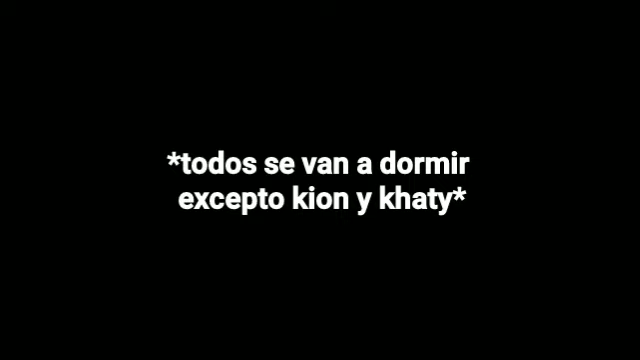 *todos se van a dormir
excepto kion y khaty*